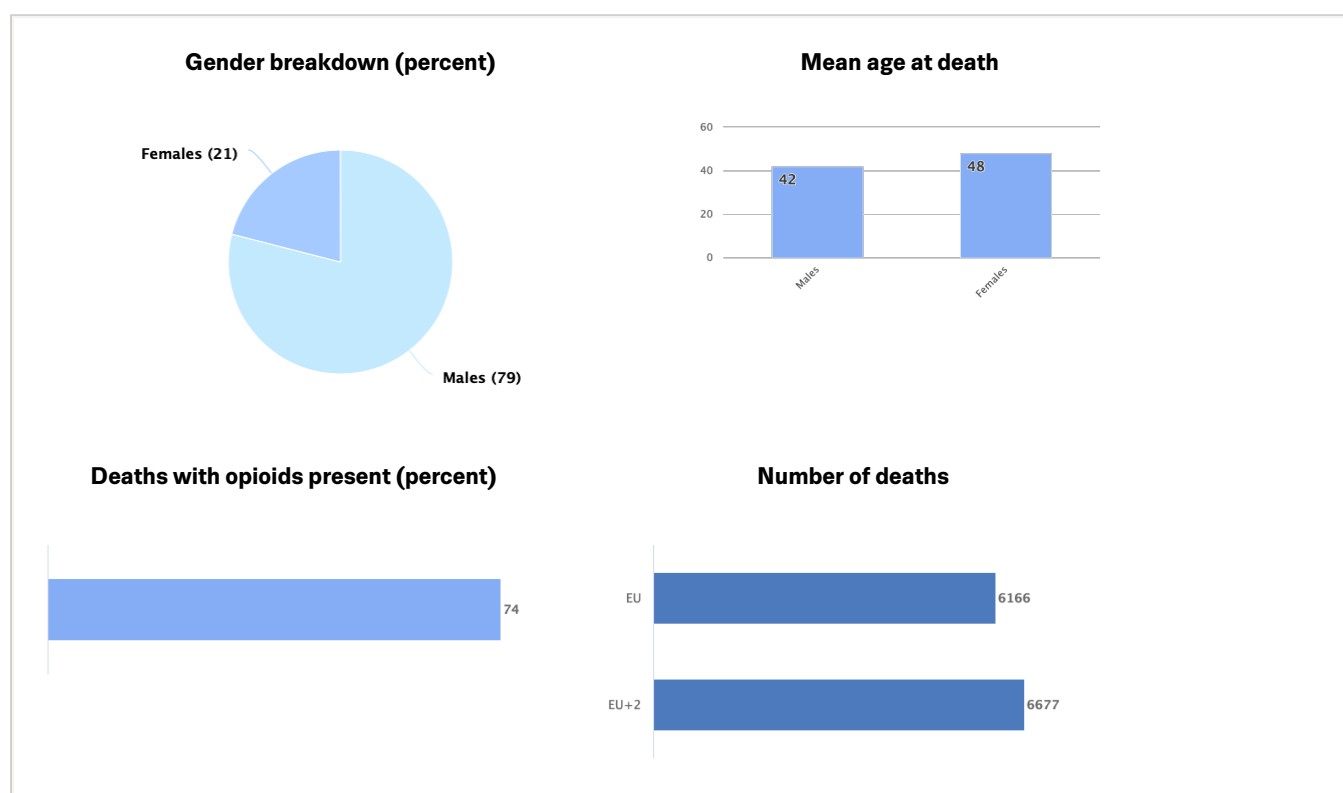 Gender breakdown (percent)
Females (21)
Males (79)
Mean age at death
60
40
20
0
42
48
Males
Females
Deaths with opioids present (percent)
74
Number of deaths
EU
6166
EU+2
6677